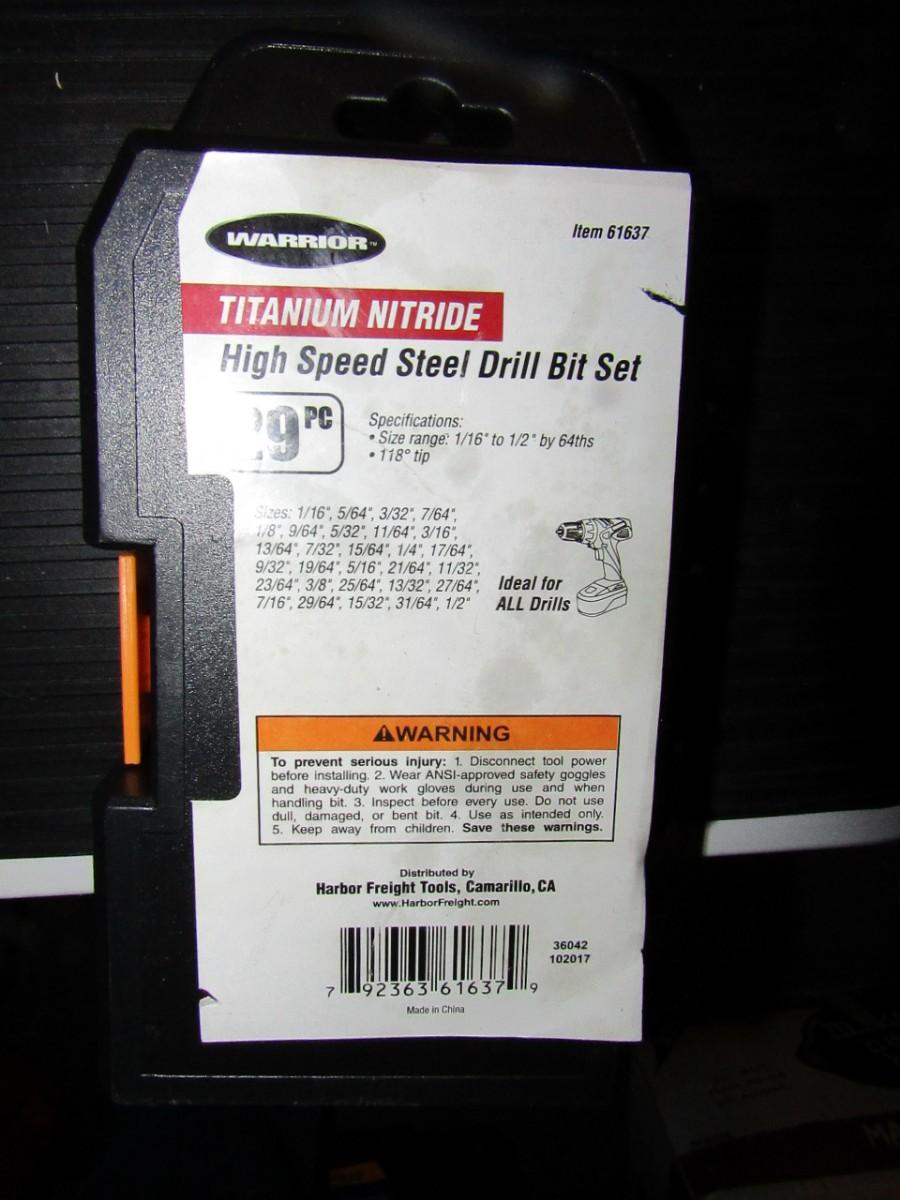 WARRIOR™
Item 61637
TITANIUM NITRIDE
High Speed Steel Drill Bit Set
29 PC
Specifications:
• Size range: 1/16" to 1/2" by 64ths
• 118° tip
Sizes: 1/16", 5/64", 3/32", 7/64",
1/8", 9/64", 5/32", 11/64", 3/16",
13/64", 7/32", 15/64", 1/4", 17/64",
9/32", 19/64", 5/16", 21/64", 11/32",
23/64", 3/8", 25/64", 13/32", 27/64",
7/16", 29/64", 15/32", 31/64", 1/2"
Ideal for
ALL Drills
⚠WARNING
To prevent serious injury: 1. Disconnect tool power
before installing. 2. Wear ANSI-approved safety goggles
and heavy-duty work gloves during use and when
handling bit. 3. Inspect before every use. Do not use
dull, damaged, or bent bit. 4. Use as intended only.
5. Keep away from children. Save these warnings.
Distributed by
Harbor Freight Tools, Camarillo, CA
www.HarborFreight.com
36042
102017
7 92363 61637 9
Made in China